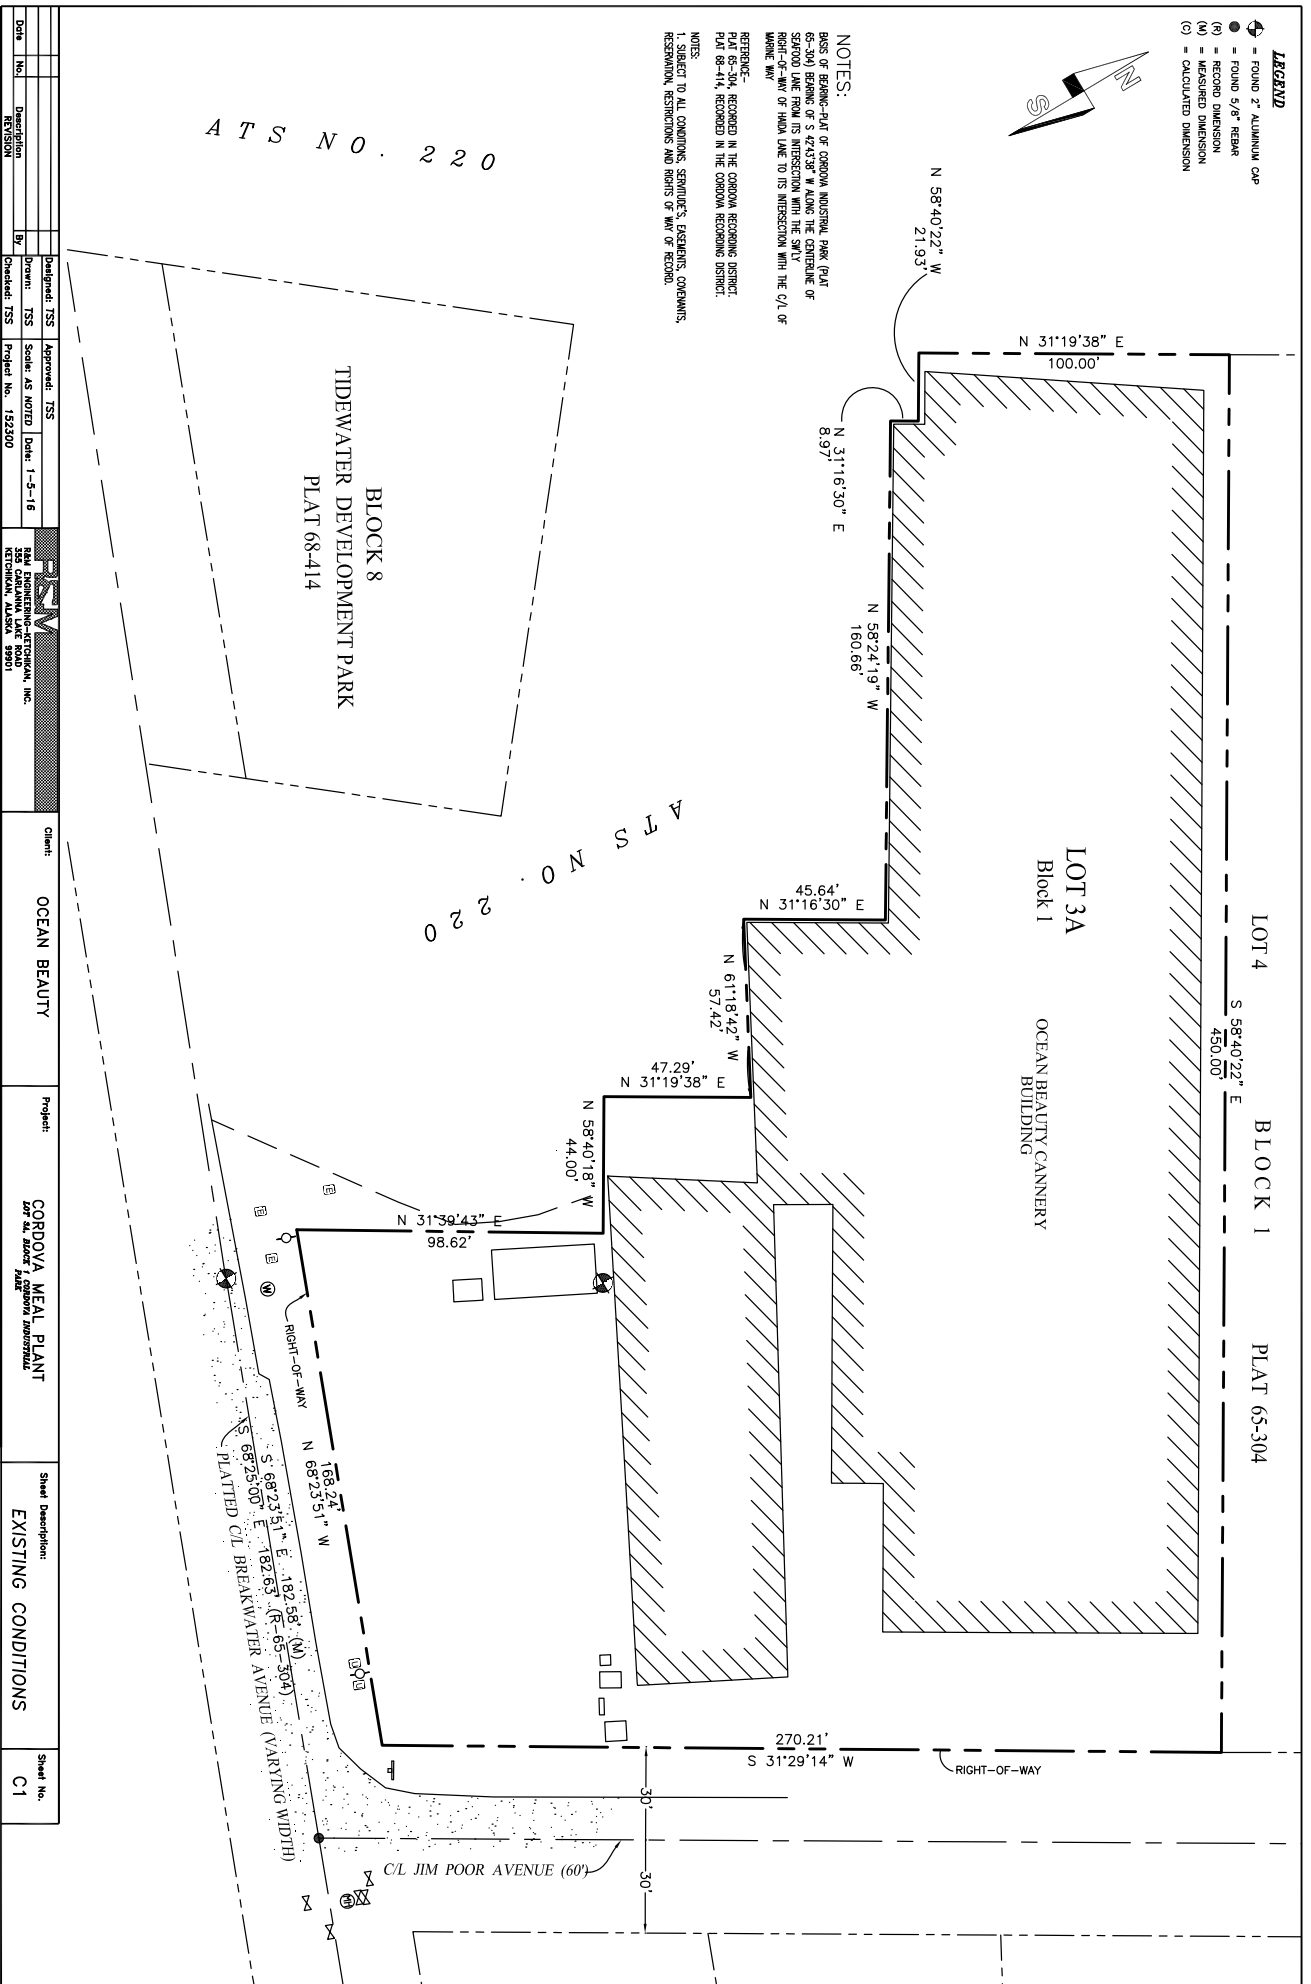 LEGEND
= FOUND 2" ALUMINUM CAP
= FOUND 5/8" REBAR
(R) = RECORD DIMENSION
(M) = MEASURED DIMENSION
(C) = CALCULATED DIMENSION
N
S
NOTES:
BASIS OF BEARING-PLAT OF CORDOVA INDUSTRIAL PARK (PLAT
65-304) BEARING OF S 42°43'38" W ALONG THE CENTERLINE OF
SEAFOOD LANE FROM ITS INTERSECTION WITH THE SW'LY
RIGHT-OF-WAY OF HAIDA LANE TO ITS INTERSECTION WITH THE C/L OF
MARINE WAY
REFERENCE-
PLAT 65-304, RECORDED IN THE CORDOVA RECORDING DISTRICT.
PLAT 68-414, RECORDED IN THE CORDOVA RECORDING DISTRICT.
NOTES:
1. SUBJECT TO ALL CONDITIONS, SERVITUDE'S, EASEMENTS, COVENANTS,
RESERVATION, RESTRICTIONS AND RIGHTS OF WAY OF RECORD.
LOT 4
BLOCK 1
PLAT 65-304
S 58°40'22" E
450.00'
N 31°19'38" E
100.00'
N 58°40'22" W
21.93'
N 31°16'30" E
8.97'
N 58°24'19" W
160.66'
LOT 3A
Block 1
OCEAN BEAUTY CANNERY
BUILDING
45.64'
N 31°16'30" E
N 61°18'42" W
57.42'
47.29'
N 31°19'38" E
N 58°40'18" W
44.00'
N 31°39'43" E
98.62'
270.21'
S 31°29'14" W
RIGHT-OF-WAY
ATS NO. 220
BLOCK 8
TIDEWATER DEVELOPMENT PARK
PLAT 68-414
ATS NO. 220
E
E
E
W
RIGHT-OF-WAY
168.24'
N 68°23'51" W
S 68°23'51" E 182.58' (M)
S 68°25'00" E 182.63' (R-65-304)
PLATTED C/L BREAKWATER AVENUE (VARYING WIDTH)
30'
30'
C/L JIM POOR AVENUE (60')
Date
No.
Description
By
REVISION
Designed: TSS
Drawn: TSS
Checked: TSS
Approved: TSS
Scale: AS NOTED
Date: 1-5-16
Project No. 152300
R&M
R&M ENGINEERING-KETCHIKAN, INC.
355 CARLANNA LAKE ROAD
KETCHIKAN, ALASKA 99901
Client:
OCEAN BEAUTY
Project:
CORDOVA MEAL PLANT
LOT 3A, BLOCK 1 CORDOVA INDUSTRIAL
PARK
Sheet Description:
EXISTING CONDITIONS
Sheet No.
C1